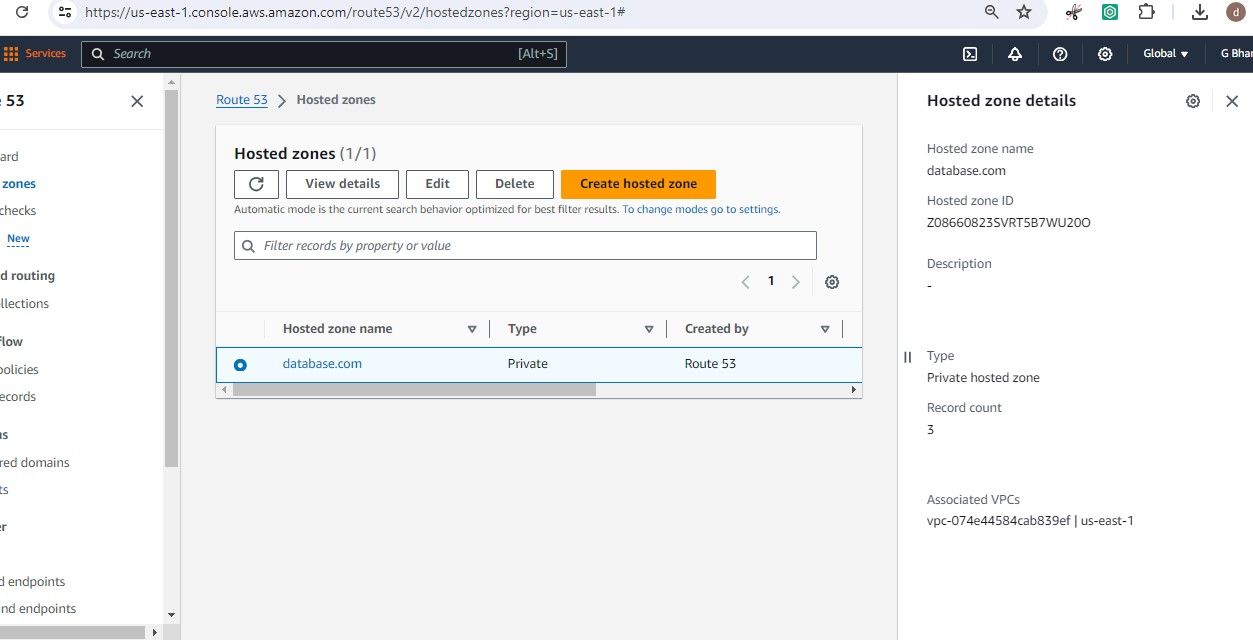 https://us-east-1.console.aws.amazon.com/route53/v2/hostedzones?region=us-east-1#
d
Services
Search
[Alt+S]
Global
G Bhar
53
ard
zones
checks
New
d routing
llections
flow
policies
ecords
ns
red domains
ts
er
d endpoints
nd endpoints
Route 53 > Hosted zones
Hosted zones (1/1)
View details
Edit
Delete
Create hosted zone
Automatic mode is the current search behavior optimized for best filter results. To change modes go to settings.
Filter records by property or value
1
Hosted zone name
Type
Created by
database.com
Private
Route 53
Hosted zone details
Hosted zone name
database.com
Hosted zone ID
Z08660823SVRT5B7WU20O
Description
-
Type
Private hosted zone
Record count
3
Associated VPCs
vpc-074e44584cab839ef | us-east-1